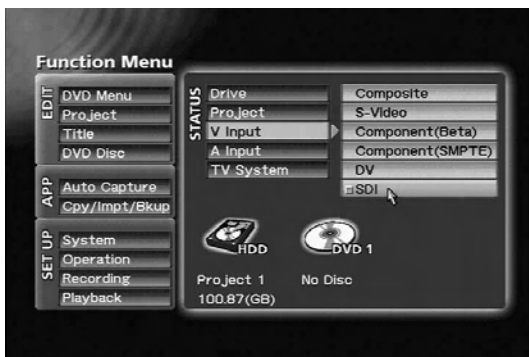 Function Menu
EDIT
DVD Menu
Project
Title
DVD Disc
APP
Auto Capture
Cpy/Impt/Bkup
SET UP
System
Operation
Recording
Playback
STATUS
Drive
Project
V Input
A Input
TV System
Composite
S-Video
Component(Beta)
Component(SMPTE)
DV
SDI
HDD
DVD 1
Project 1
No Disc
100.87(GB)